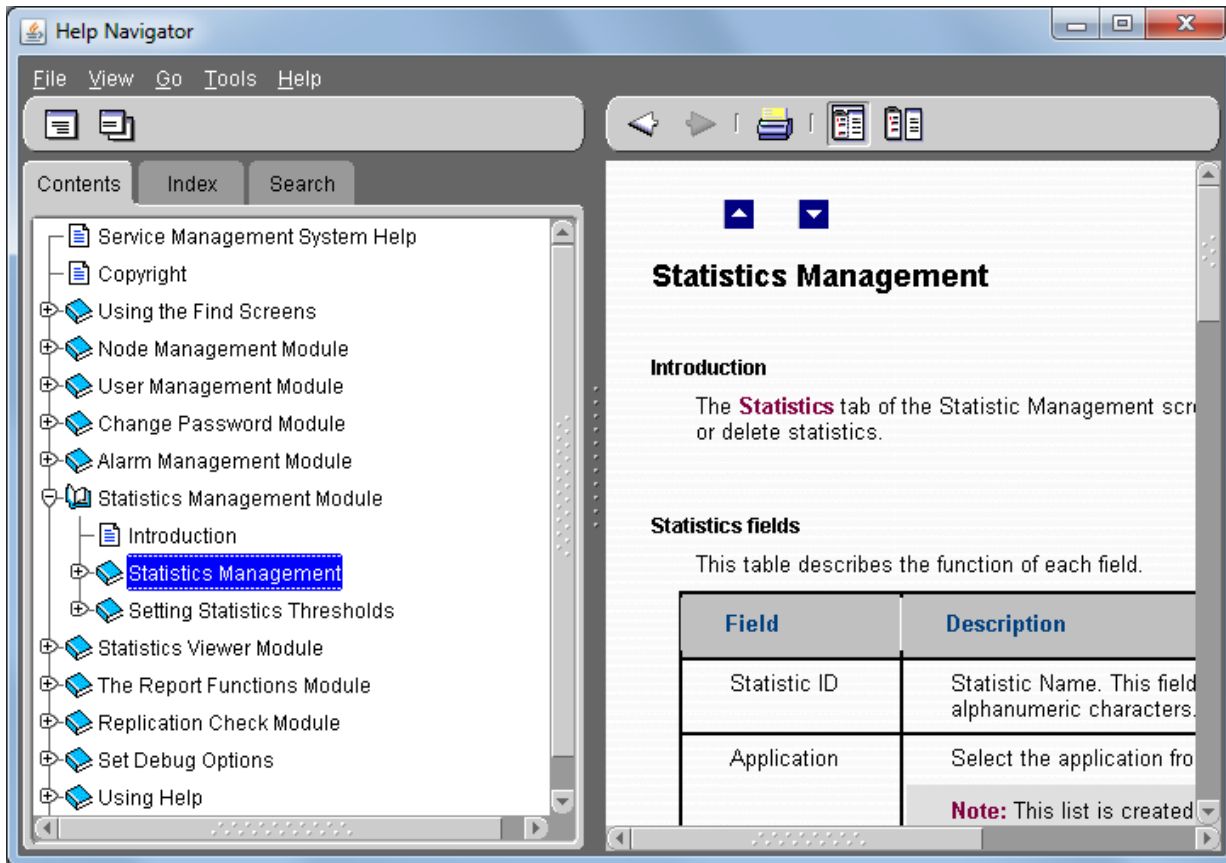 Help Navigator
File View Go Tools Help
Contents Index Search
Service Management System Help
Copyright
Using the Find Screens
Node Management Module
User Management Module
Change Password Module
Alarm Management Module
Statistics Management Module
Introduction
Statistics Management
Setting Statistics Thresholds
Statistics Viewer Module
The Report Functions Module
Replication Check Module
Set Debug Options
Using Help
Statistics Management
Introduction
The Statistics tab of the Statistic Management scr
or delete statistics.
Statistics fields
This table describes the function of each field.
Field Description
Statistic ID Statistic Name. This field
alphanumeric characters.
Application Select the application fro
Note: This list is created